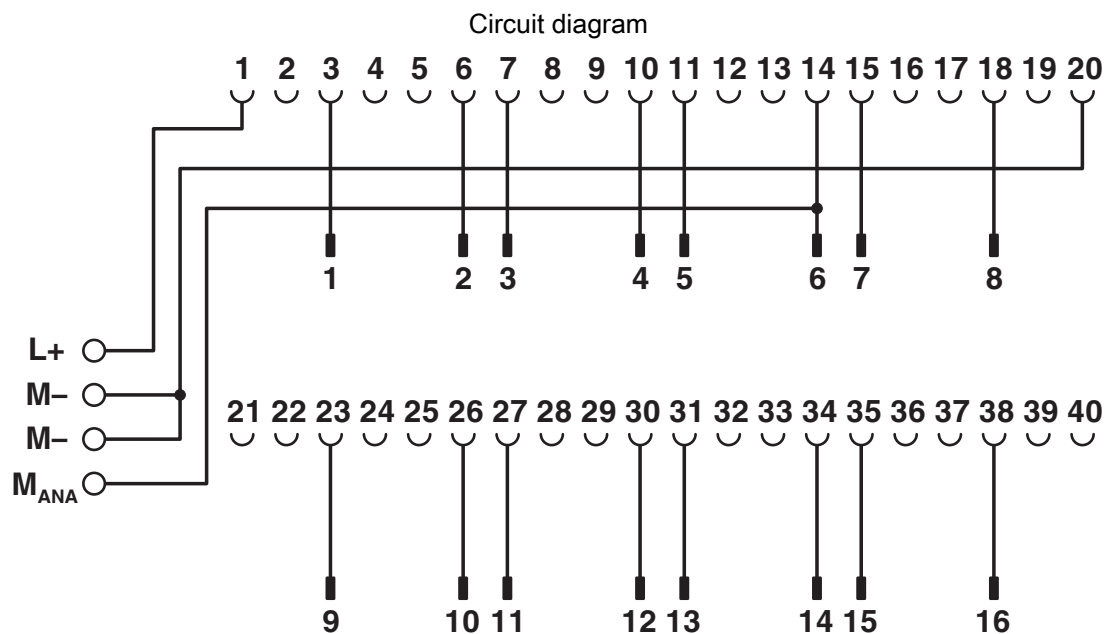 Circuit diagram
1 2 3 4 5 6 7 8 9 10 11 12 13 14 15 16 17 18 19 20
1 2 3 4 5 6 7 8
L+
M–
M–
M_ANA
21 22 23 24 25 26 27 28 29 30 31 32 33 34 35 36 37 38 39 40
9 10 11 12 13 14 15 16